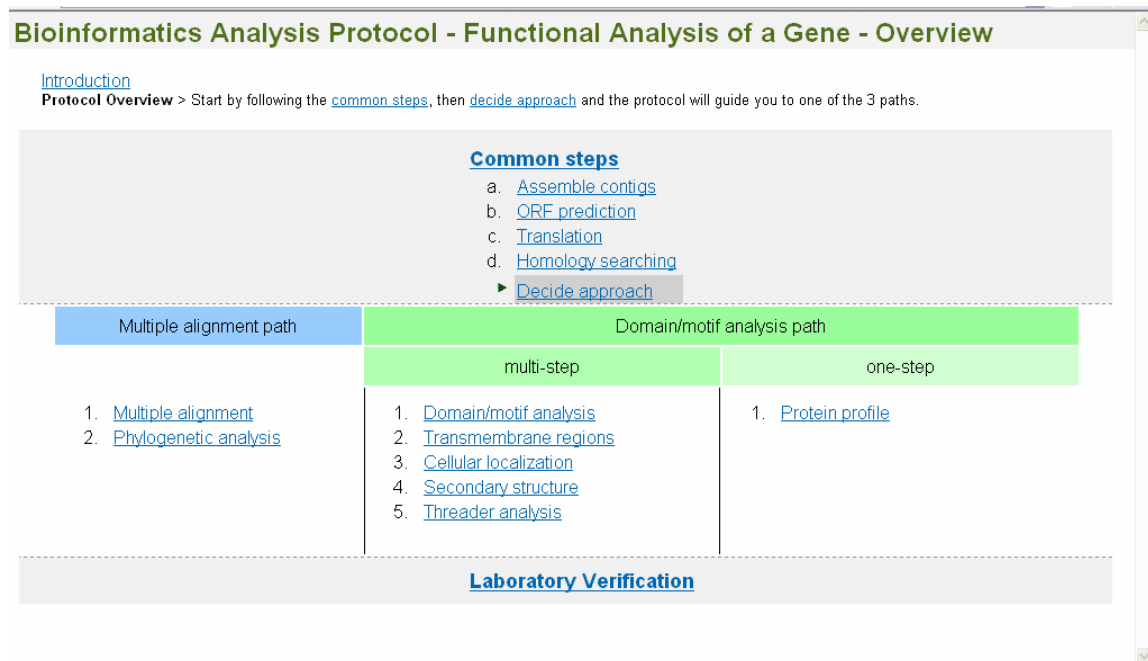 Bioinformatics Analysis Protocol - Functional Analysis of a Gene - Overview
Introduction
Protocol Overview > Start by following the common steps, then decide approach and the protocol will guide you to one of the 3 paths.
Common steps
a. Assemble contigs
b. ORF prediction
c. Translation
d. Homology searching
Decide approach
Multiple alignment path
Domain/motif analysis path
multi-step
one-step
1. Multiple alignment
2. Phylogenetic analysis
1. Domain/motif analysis
2. Transmembrane regions
3. Cellular localization
4. Secondary structure
5. Threader analysis
1. Protein profile
Laboratory Verification